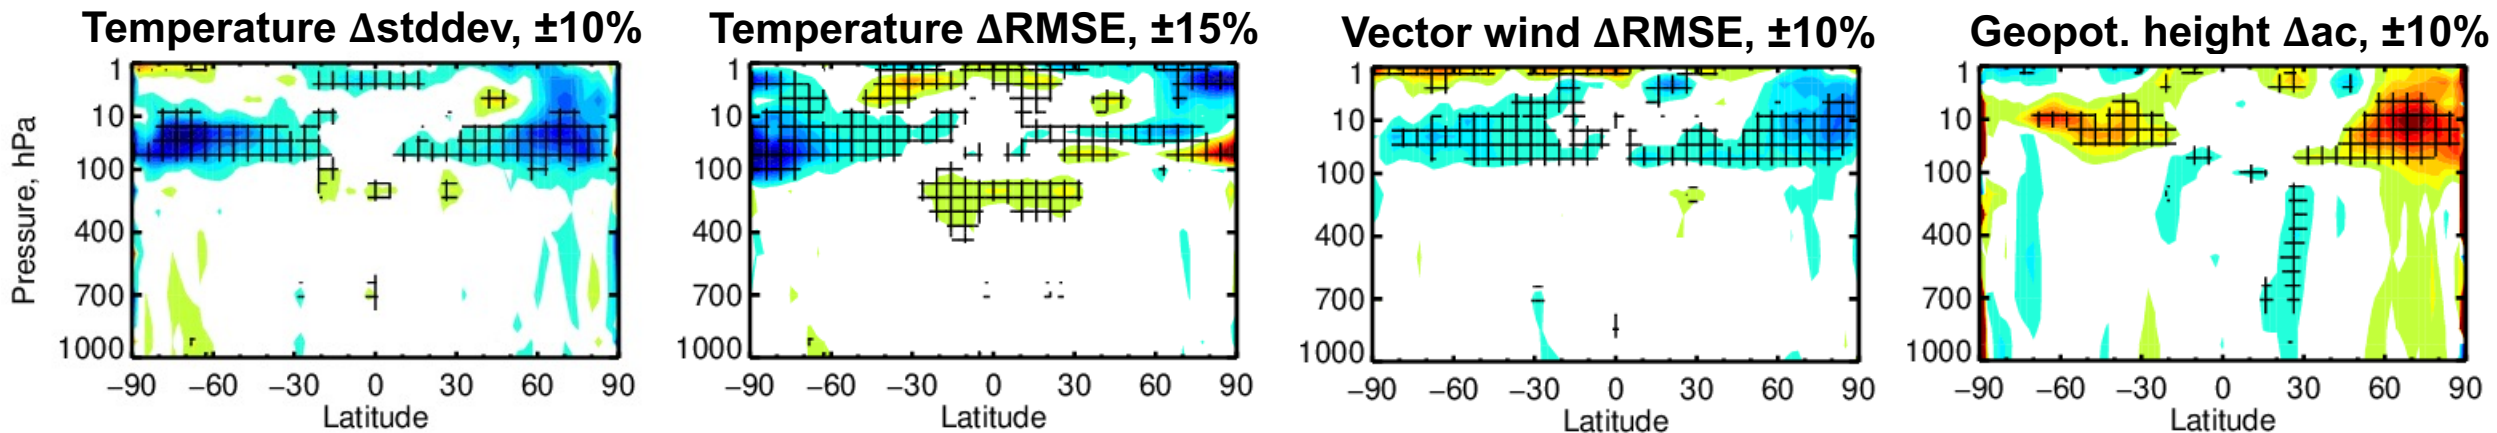 Temperature Δstddev, ±10%
Temperature ΔRMSE, ±15%
Vector wind ΔRMSE, ±10%
Geopot. height Δac, ±10%
Pressure, hPa
1
10
100
400
700
1000
−90 −60 −30 0 30 60 90
Latitude
1
10
100
400
700
1000
−90 −60 −30 0 30 60 90
Latitude
1
10
100
400
700
1000
−90 −60 −30 0 30 60 90
Latitude
1
10
100
400
700
1000
−90 −60 −30 0 30 60 90
Latitude